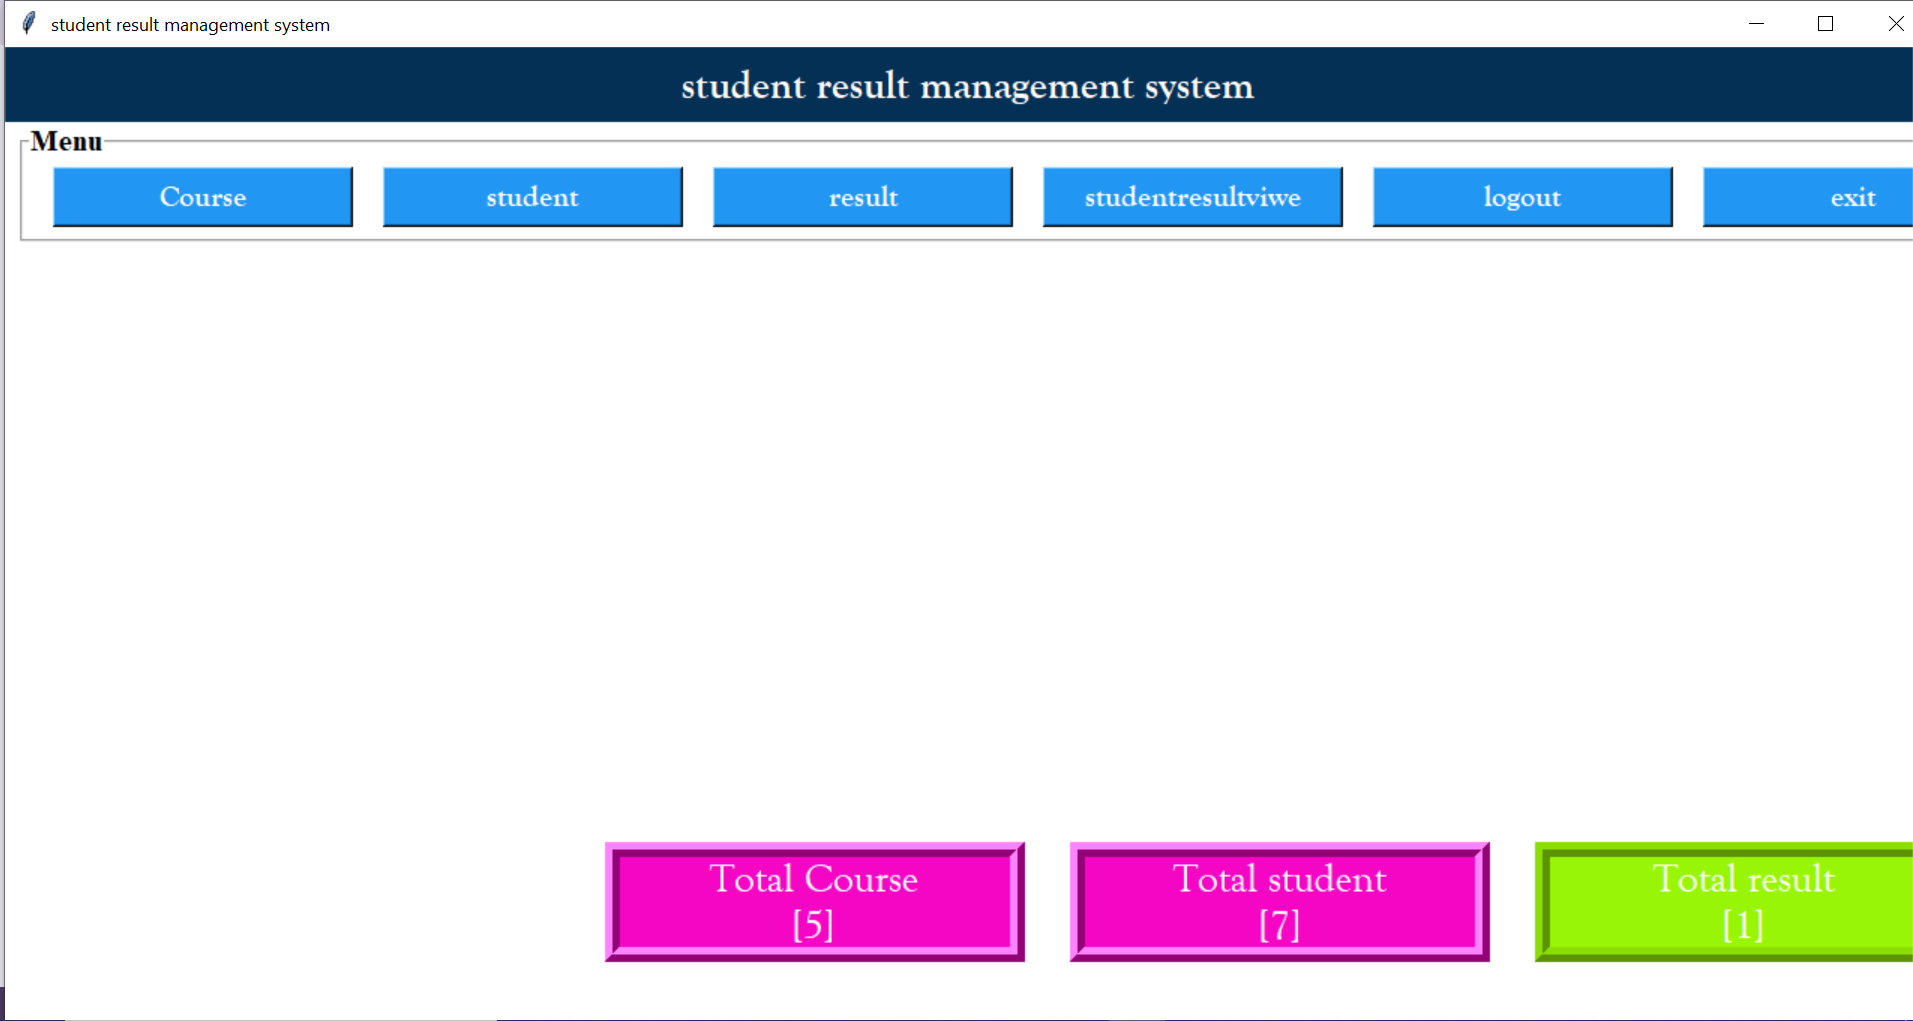 student result management system
student result management system
Menu
Course student result studentresultviwe logout exit
Total Course Total student Total result
[5] [7] [1]